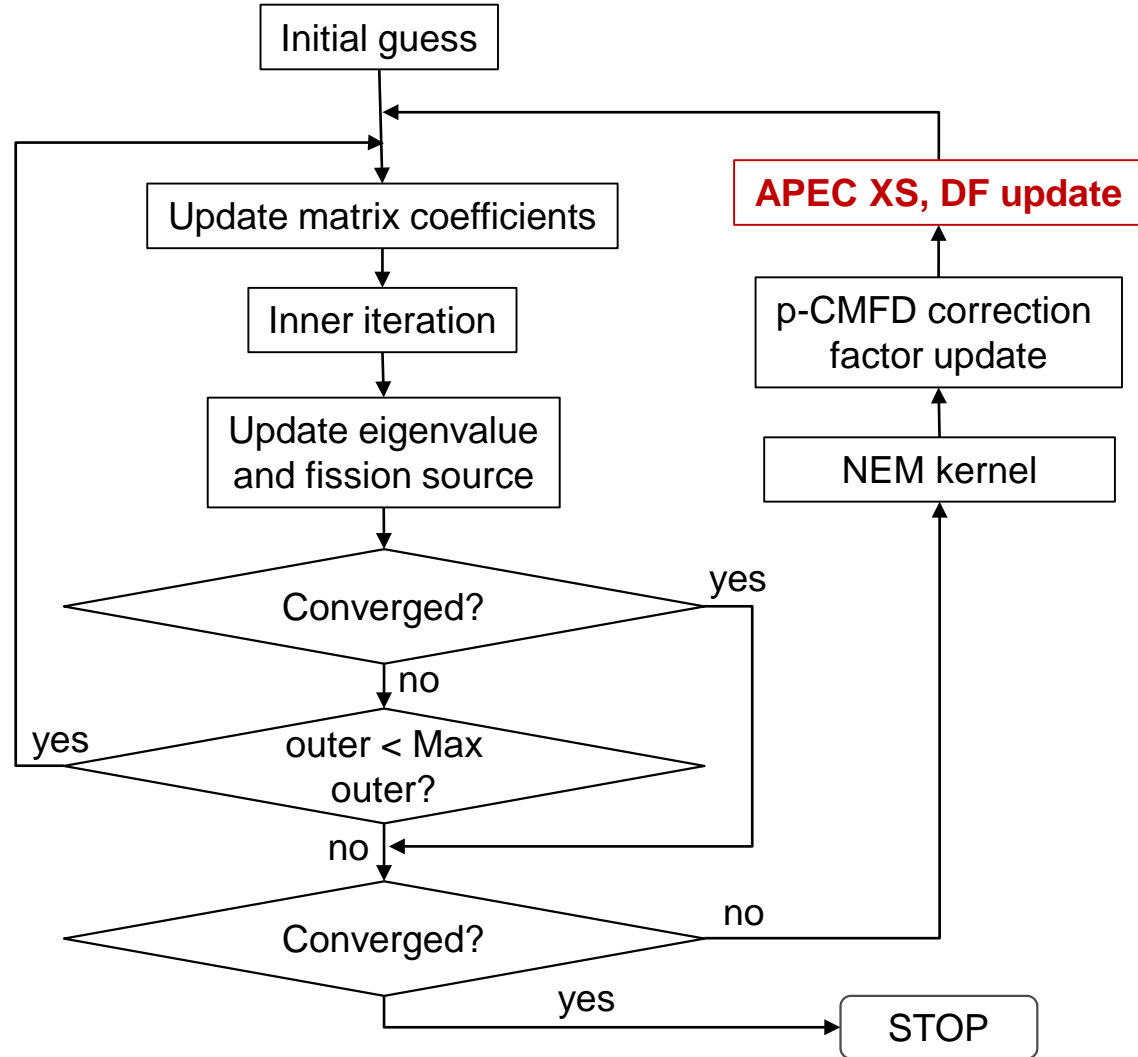 Initial guess
APEC XS, DF update
Update matrix coefficients
p-CMFD correction
factor update
Inner iteration
Update eigenvalue
and fission source
NEM kernel
yes
Converged?
no
yes
outer < Max
outer?
no
no
Converged?
yes
STOP